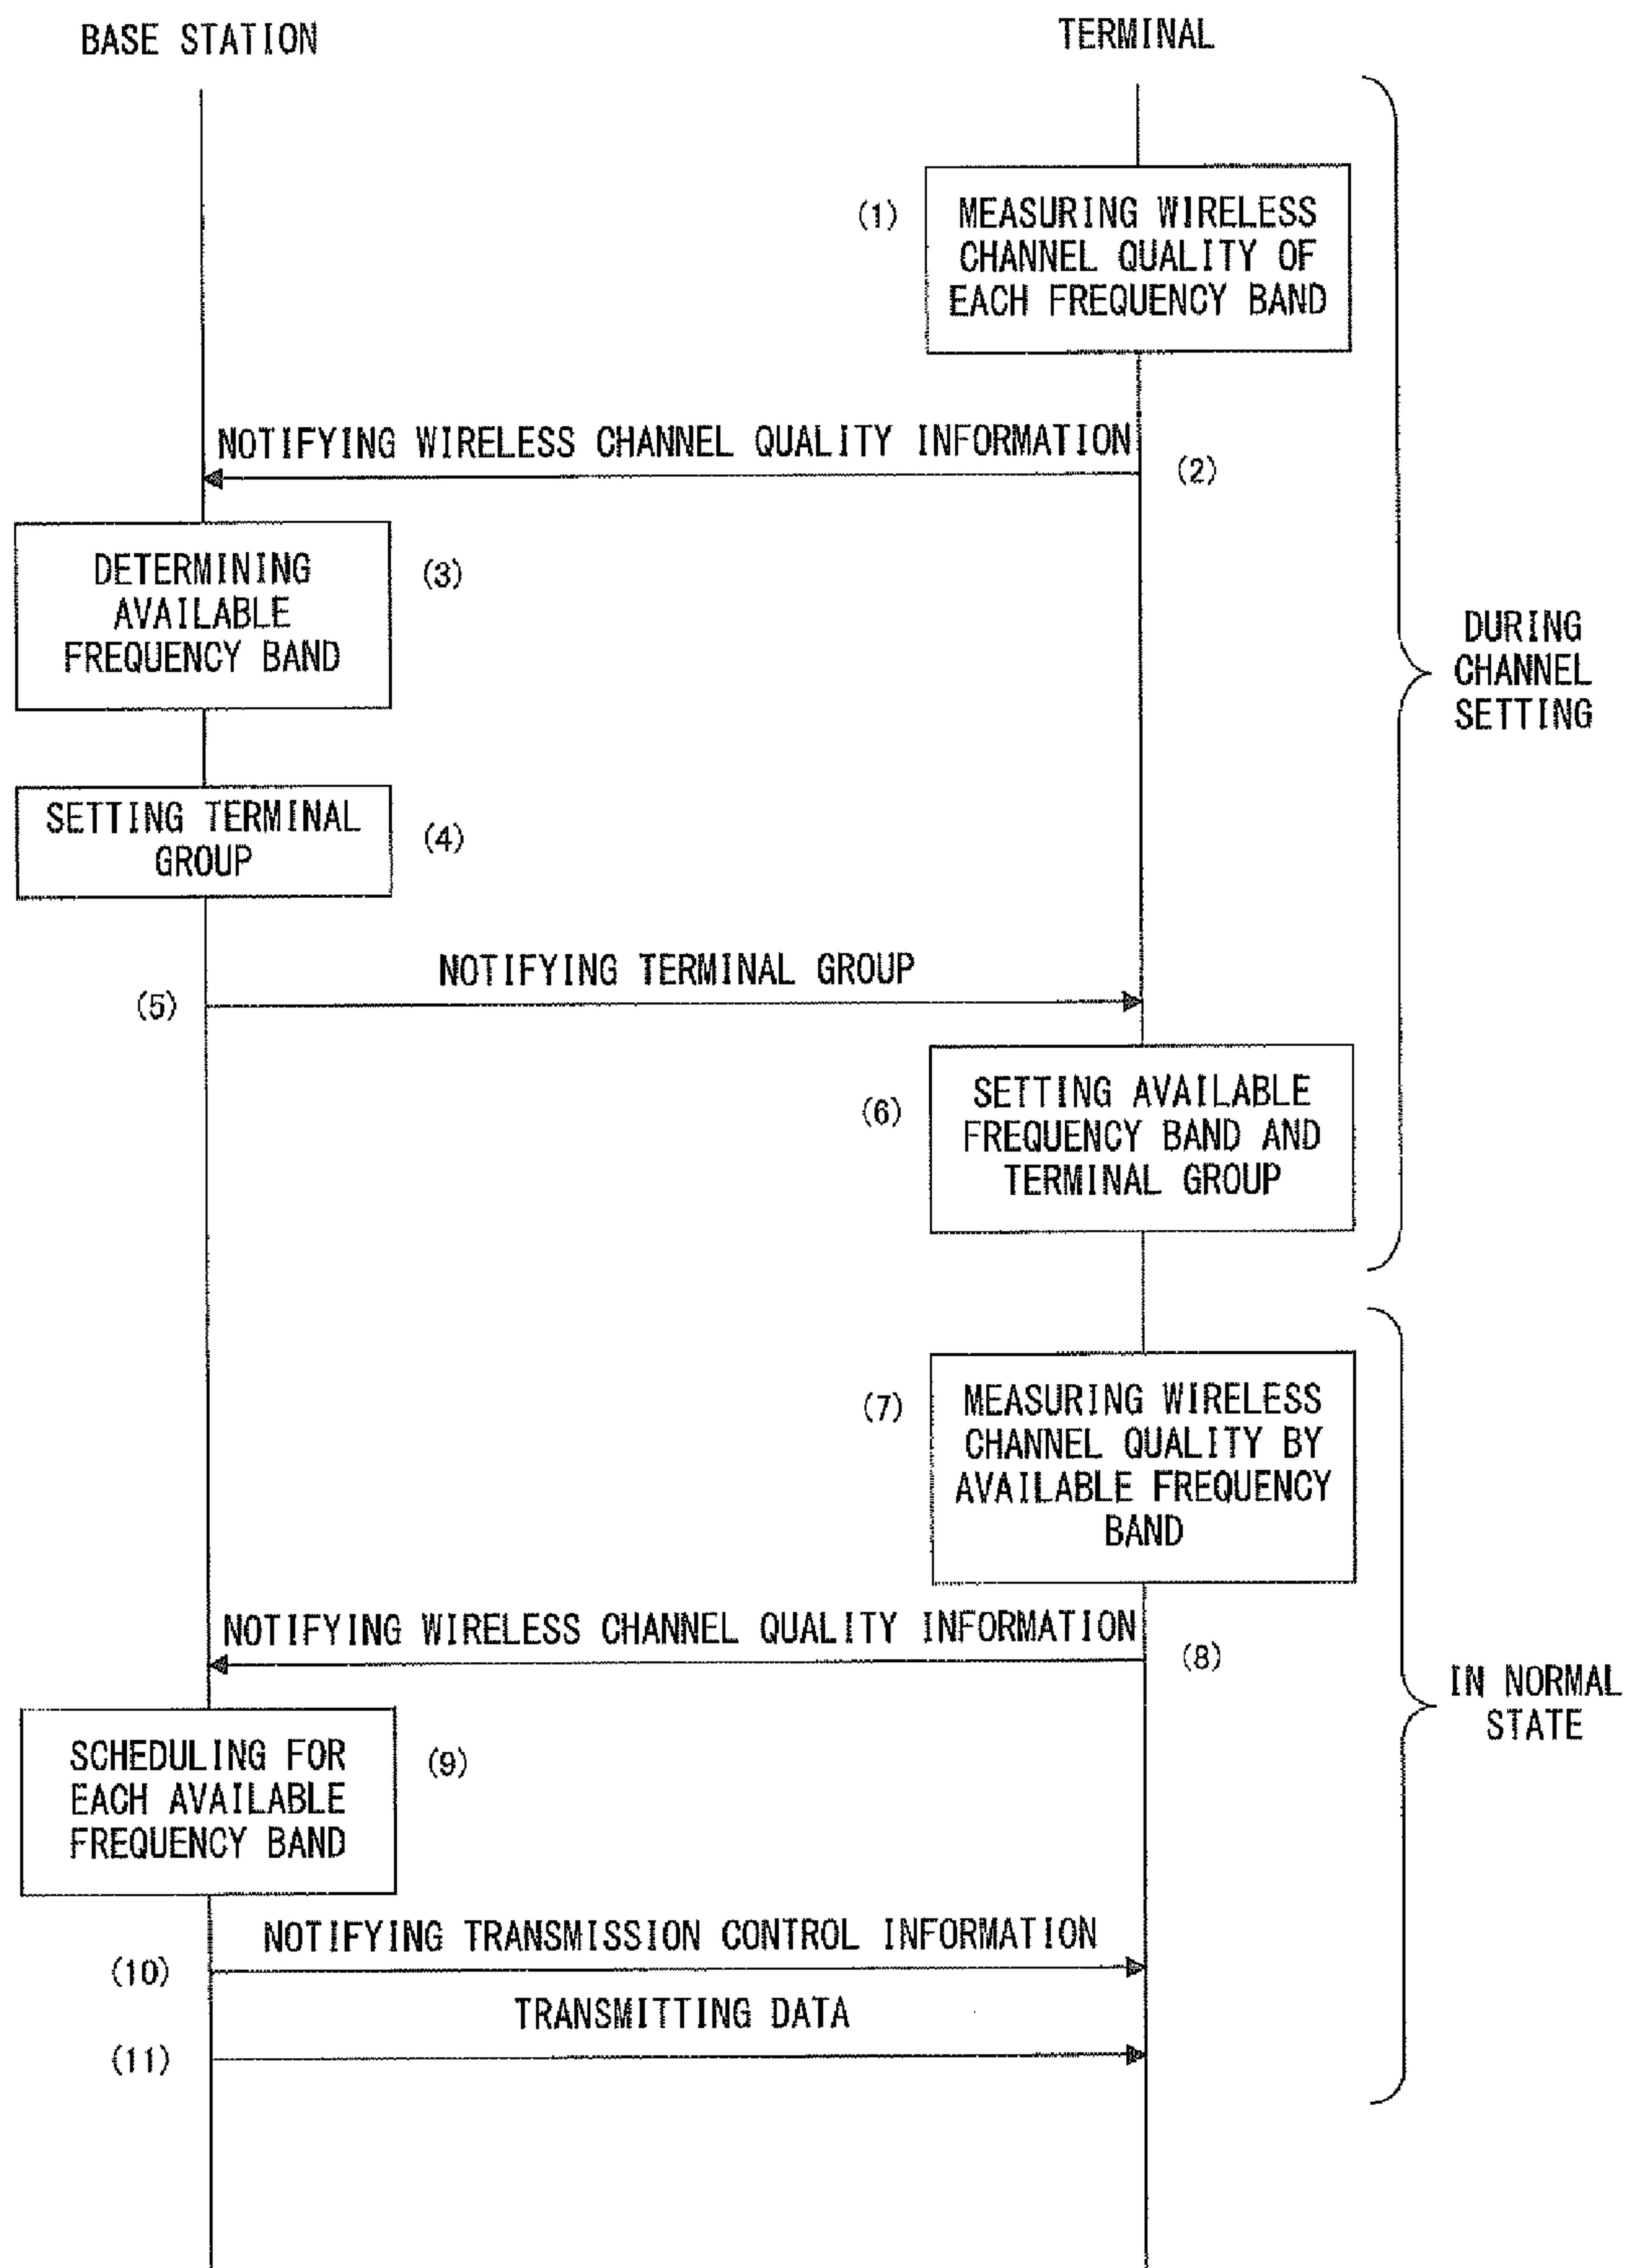 BASE STATION
TERMINAL
(1)
MEASURING WIRELESS
CHANNEL QUALITY OF
EACH FREQUENCY BAND
NOTIFYING WIRELESS CHANNEL QUALITY INFORMATION
(2)
DETERMINING
AVAILABLE
FREQUENCY BAND
(3)
DURING
CHANNEL
SETTING
SETTING TERMINAL
GROUP
(4)
NOTIFYING TERMINAL GROUP
(5)
(6)
SETTING AVAILABLE
FREQUENCY BAND AND
TERMINAL GROUP
(7)
MEASURING WIRELESS
CHANNEL QUALITY BY
AVAILABLE FREQUENCY
BAND
NOTIFYING WIRELESS CHANNEL QUALITY INFORMATION
(8)
IN NORMAL
STATE
SCHEDULING FOR
EACH AVAILABLE
FREQUENCY BAND
(9)
NOTIFYING TRANSMISSION CONTROL INFORMATION
(10)
TRANSMITTING DATA
(11)